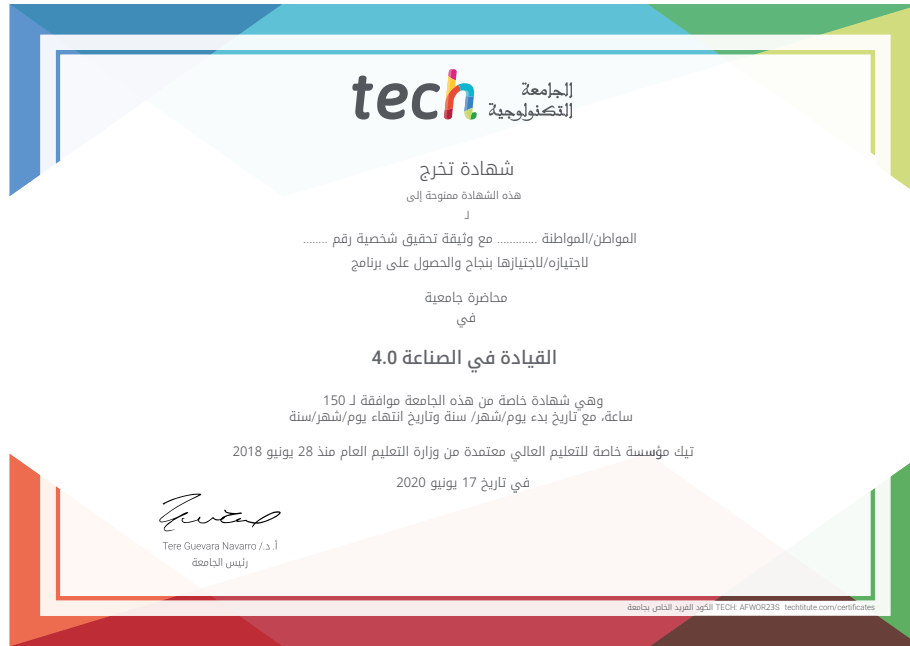 tech الجامعة
التكنولوجية
شهادة تخرج
هذه الشهادة ممنوحة إلى
لـ
المواطن/المواطنة ............ مع وثيقة تحقيق شخصية رقم ........
لاجتيازه/لاجتيازها بنجاح والحصول على برنامج
محاضرة جامعية
في
القيادة في الصناعة 4.0
وهي شهادة خاصة من هذه الجامعة موافقة لـ 150
ساعة، مع تاريخ بدء يوم/شهر/ سنة وتاريخ انتهاء يوم/شهر/سنة
تيك مؤسسة خاصة للتعليم العالي معتمدة من وزارة التعليم العام منذ 28 يونيو 2018
في تاريخ 17 يونيو 2020
أ. د./ Tere Guevara Navarro
رئيس الجامعة
الكود الفريد الخاص بجامعة TECH: AFWOR23S techtitute.com/certificates